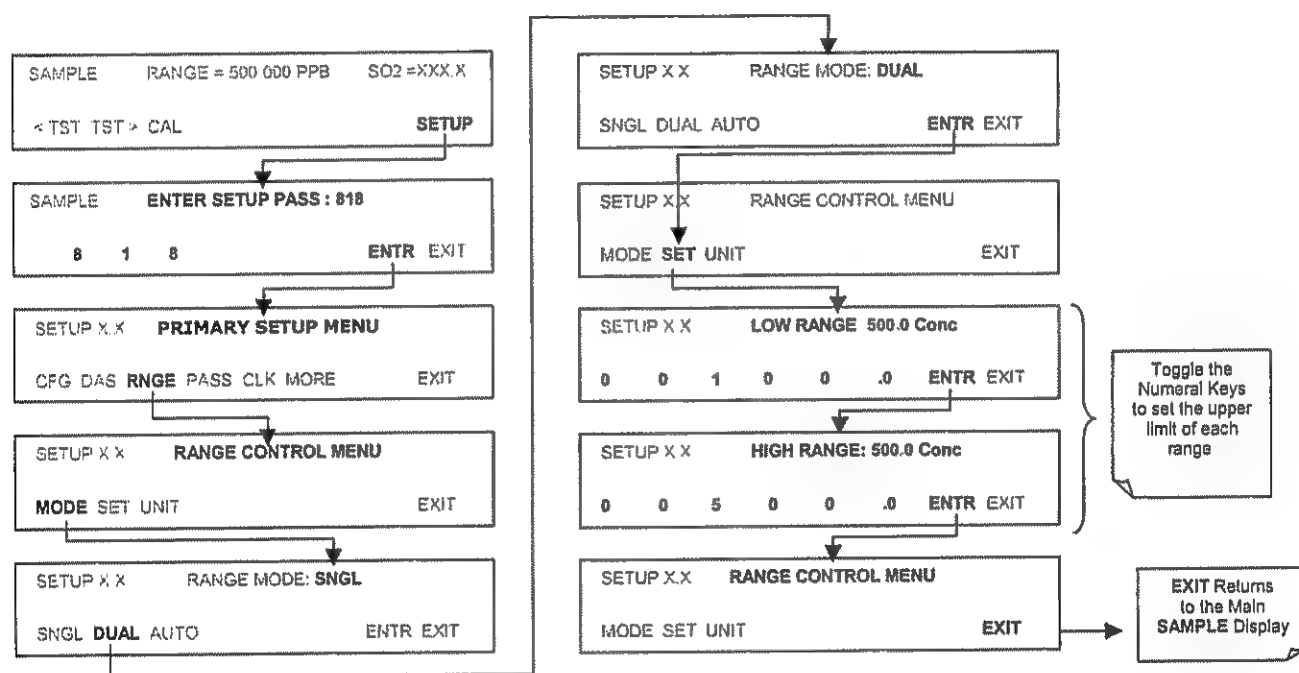 SAMPLE RANGE = 500 000 PPB SO2 =XXX.X
< TST TST > CAL SETUP
SAMPLE ENTER SETUP PASS : 818
8 1 8 ENTR EXIT
SETUP X.X PRIMARY SETUP MENU
CFG DAS RNGE PASS CLK MORE EXIT
SETUP X X RANGE CONTROL MENU
MODE SET UNIT EXIT
SETUP X X RANGE MODE: SNGL
SNGL DUAL AUTO ENTR EXIT
SETUP X X RANGE MODE: DUAL
SNGL DUAL AUTO ENTR EXIT
SETUP X.X RANGE CONTROL MENU
MODE SET UNIT EXIT
SETUP X X LOW RANGE 500.0 Conc
0 0 1 0 0 .0 ENTR EXIT
SETUP X X HIGH RANGE: 500.0 Conc
0 0 5 0 0 .0 ENTR EXIT
SETUP X.X RANGE CONTROL MENU
MODE SET UNIT EXIT
Toggle the
Numeral Keys
to set the upper
limit of each
range
EXIT Returns
to the Main
SAMPLE Display